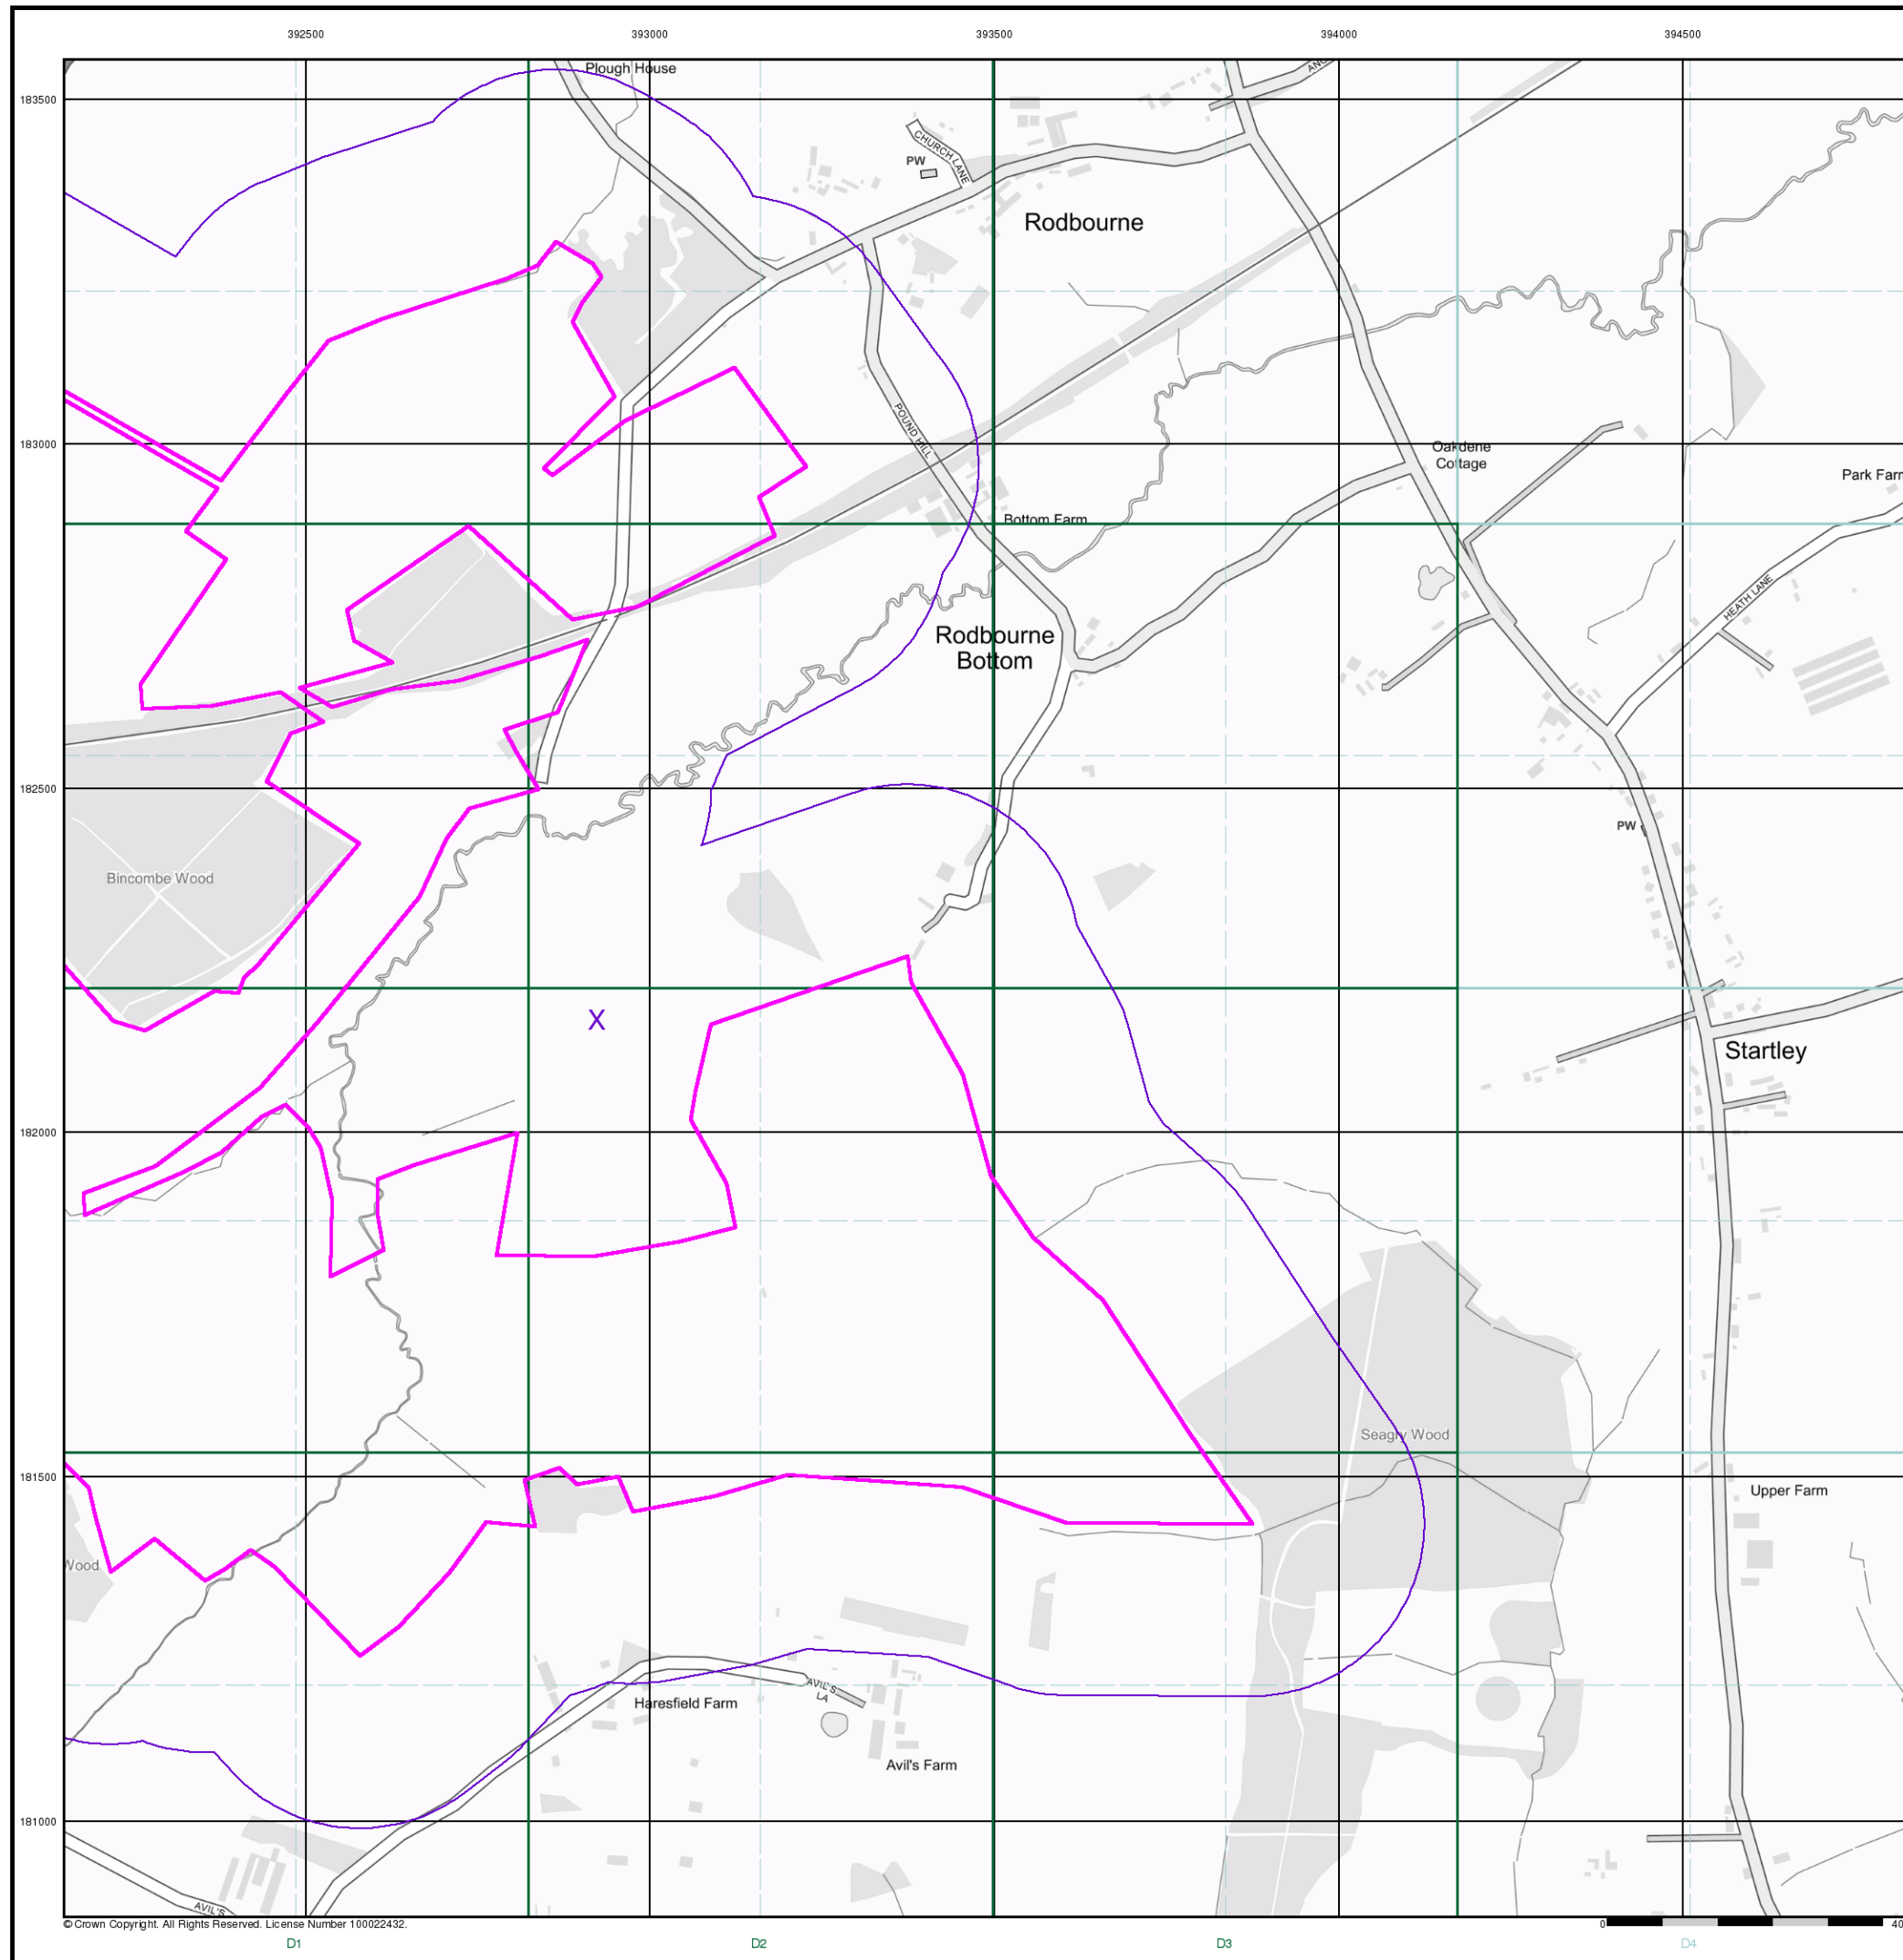 392500 393000 393500 394000 394500
183500
Plough House
CHURCH LANE
PW
Rodbourne
183000
POUND HILL
Oakdene
Cottage
Park Farm
Bottom Farm
HEATH LANE
Rodbourne
Bottom
182500
PW
Bincombe Wood
X
Startley
182000
Seagry Wood
181500
Upper Farm
Wood
AVIL'S
LA
Haresfield Farm
Avil's Farm
181000
AVIL'S
© Crown Copyright. All Rights Reserved. License Number 100022432.
0
40
D1 D2 D3 D4